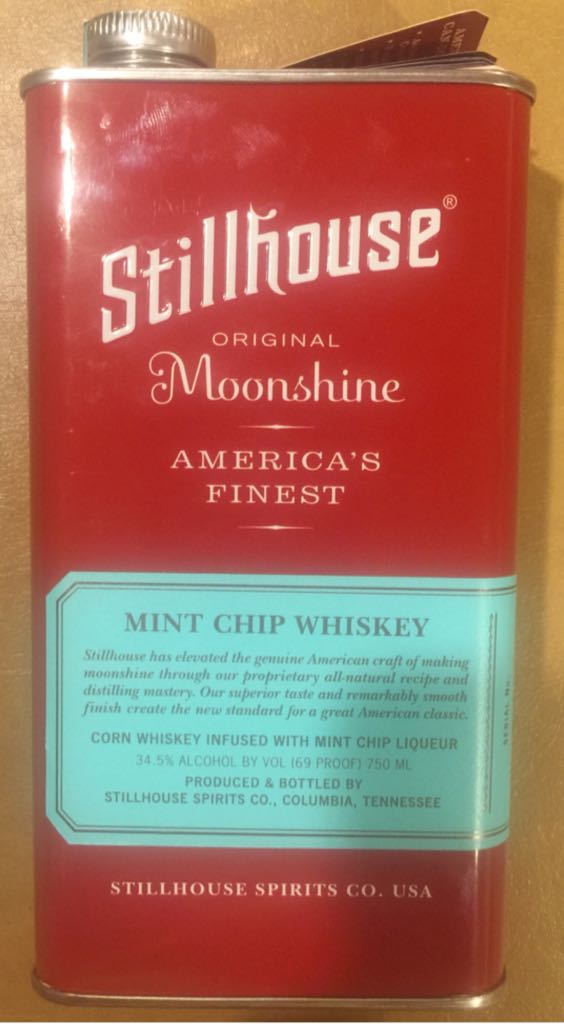 Stillhouse®
ORIGINAL
Moonshine
AMERICA'S
FINEST
MINT CHIP WHISKEY
Stillhouse has elevated the genuine American craft of making
moonshine through our proprietary all-natural recipe and
distilling mastery. Our superior taste and remarkably smooth
finish create the new standard for a great American classic.
CORN WHISKEY INFUSED WITH MINT CHIP LIQUEUR
34.5% ALCOHOL BY VOL (69 PROOF) 750 ML
PRODUCED & BOTTLED BY
STILLHOUSE SPIRITS CO., COLUMBIA, TENNESSEE
SERIAL No.
STILLHOUSE SPIRITS CO. USA